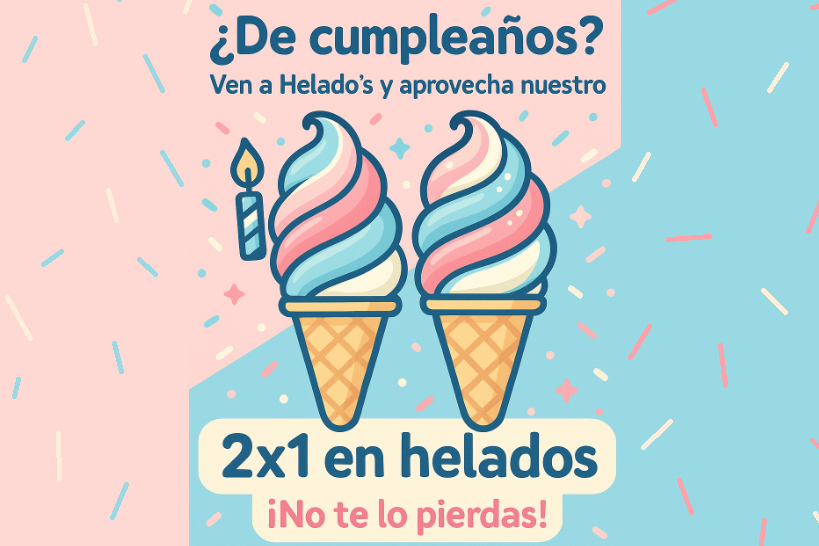 ¿De cumpleaños?
Ven a Helado's y aprovecha nuestro
2x1 en helados
¡No te lo pierdas!